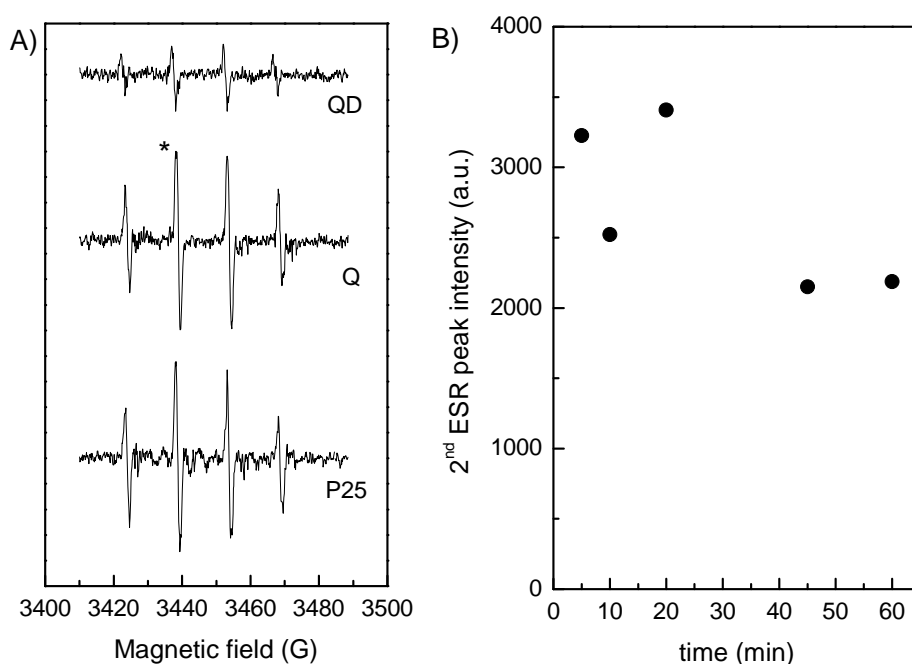 A)
QD
*
Q
P25
3400 3420 3440 3460 3480 3500
Magnetic field (G)
B)
4000
3000
2000
1000
0
2nd ESR peak intensity (a.u.)
0 10 20 30 40 50 60
time (min)